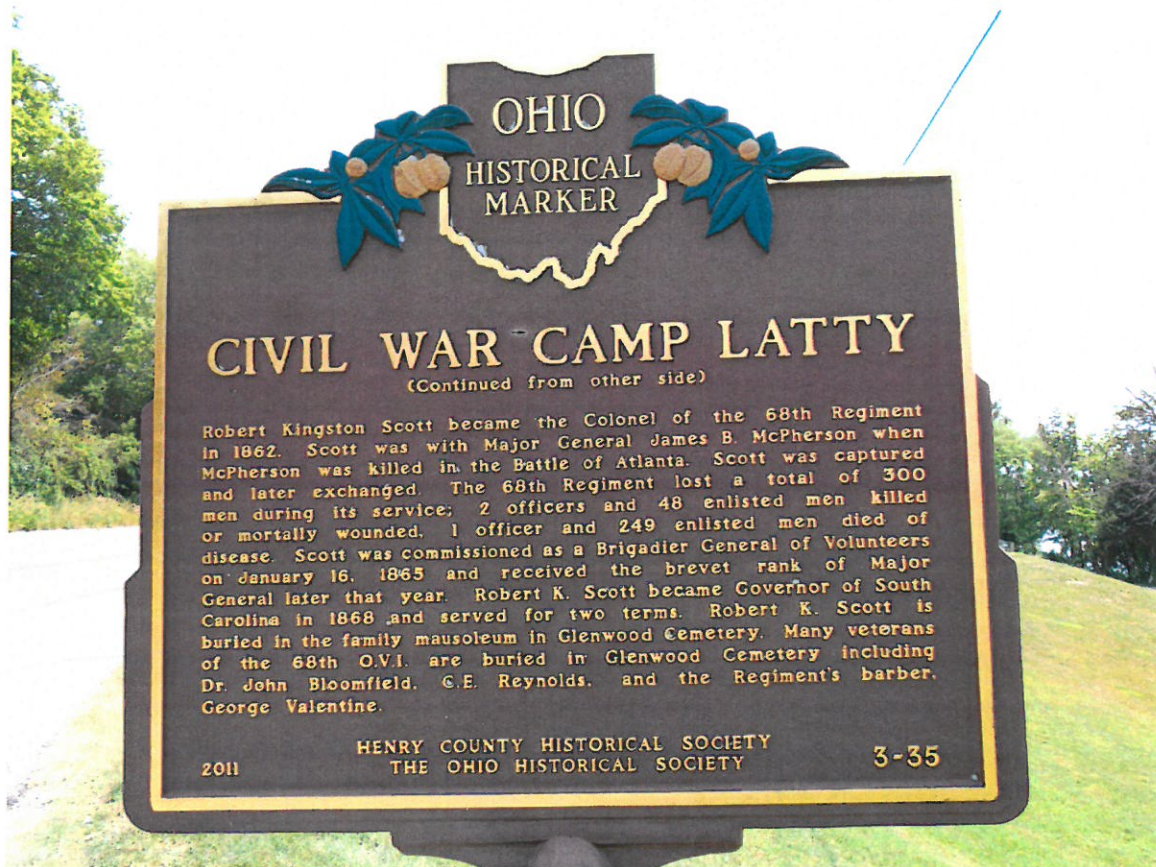 OHIO
HISTORICAL
MARKER
CIVIL WAR CAMP LATTY
(Continued from other side)
Robert Kingston Scott became the Colonel of the 68th Regiment
in 1862. Scott was with Major General James B. McPherson when
McPherson was killed in the Battle of Atlanta. Scott was captured
and later exchanged. The 68th Regiment lost a total of 300
men during its service; 2 officers and 48 enlisted men killed
or mortally wounded, 1 officer and 249 enlisted men died of
disease. Scott was commissioned as a Brigadier General of Volunteers
on January 16, 1865 and received the brevet rank of Major
General later that year. Robert K. Scott became Governor of South
Carolina in 1868 and served for two terms. Robert K. Scott is
buried in the family mausoleum in Glenwood Cemetery. Many veterans
of the 68th O.V.I. are buried in Glenwood Cemetery including
Dr. John Bloomfield, C.E. Reynolds, and the Regiment's barber,
George Valentine.
HENRY COUNTY HISTORICAL SOCIETY
THE OHIO HISTORICAL SOCIETY
2011
3-35